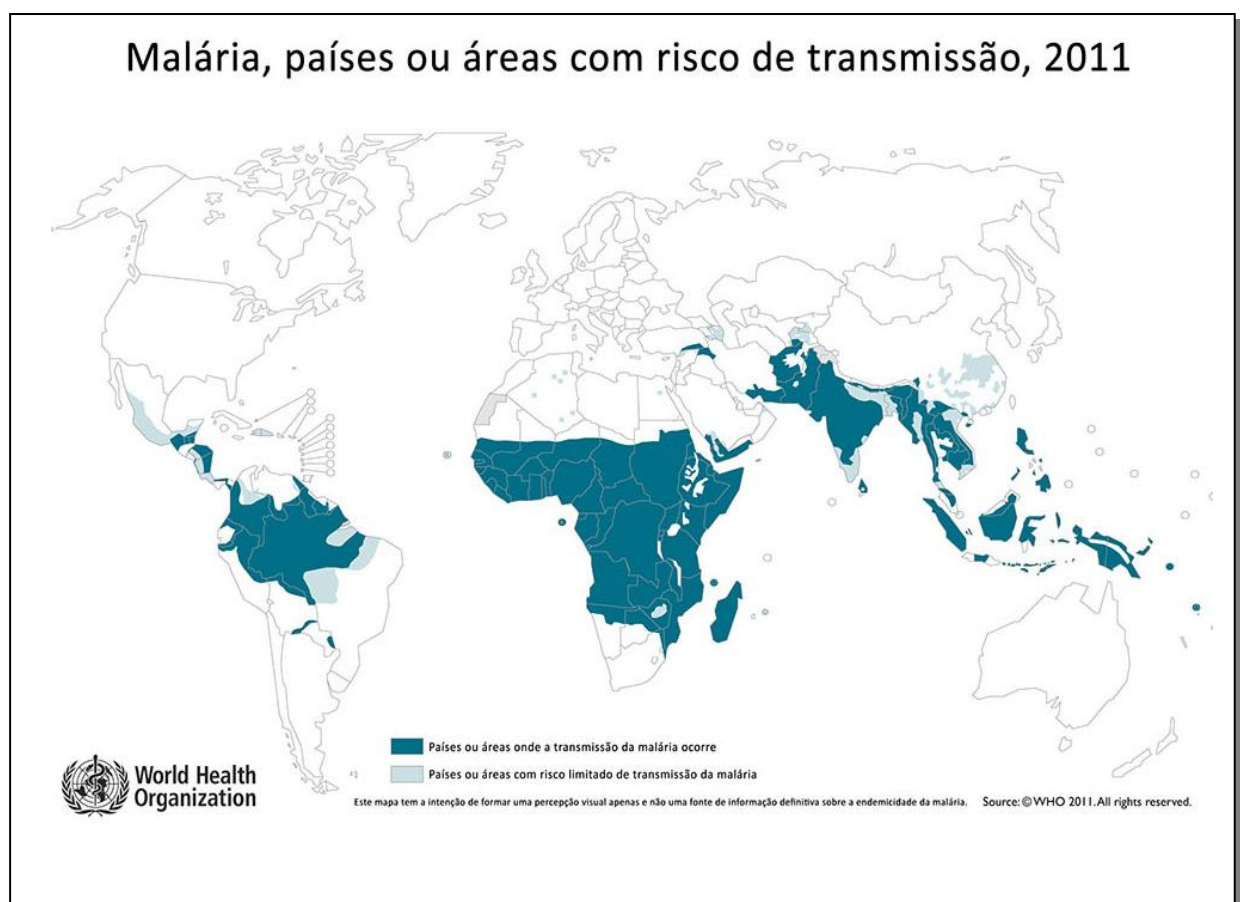 Malária, países ou áreas com risco de transmissão, 2011
Países ou áreas onde a transmissão da malária ocorre
Países ou áreas com risco limitado de transmissão da malária
World Health
Organization
Este mapa tem a intenção de formar uma percepção visual apenas e não uma fonte de informação definitiva sobre a endemicidade da malária. Source: © WHO 2011. All rights reserved.